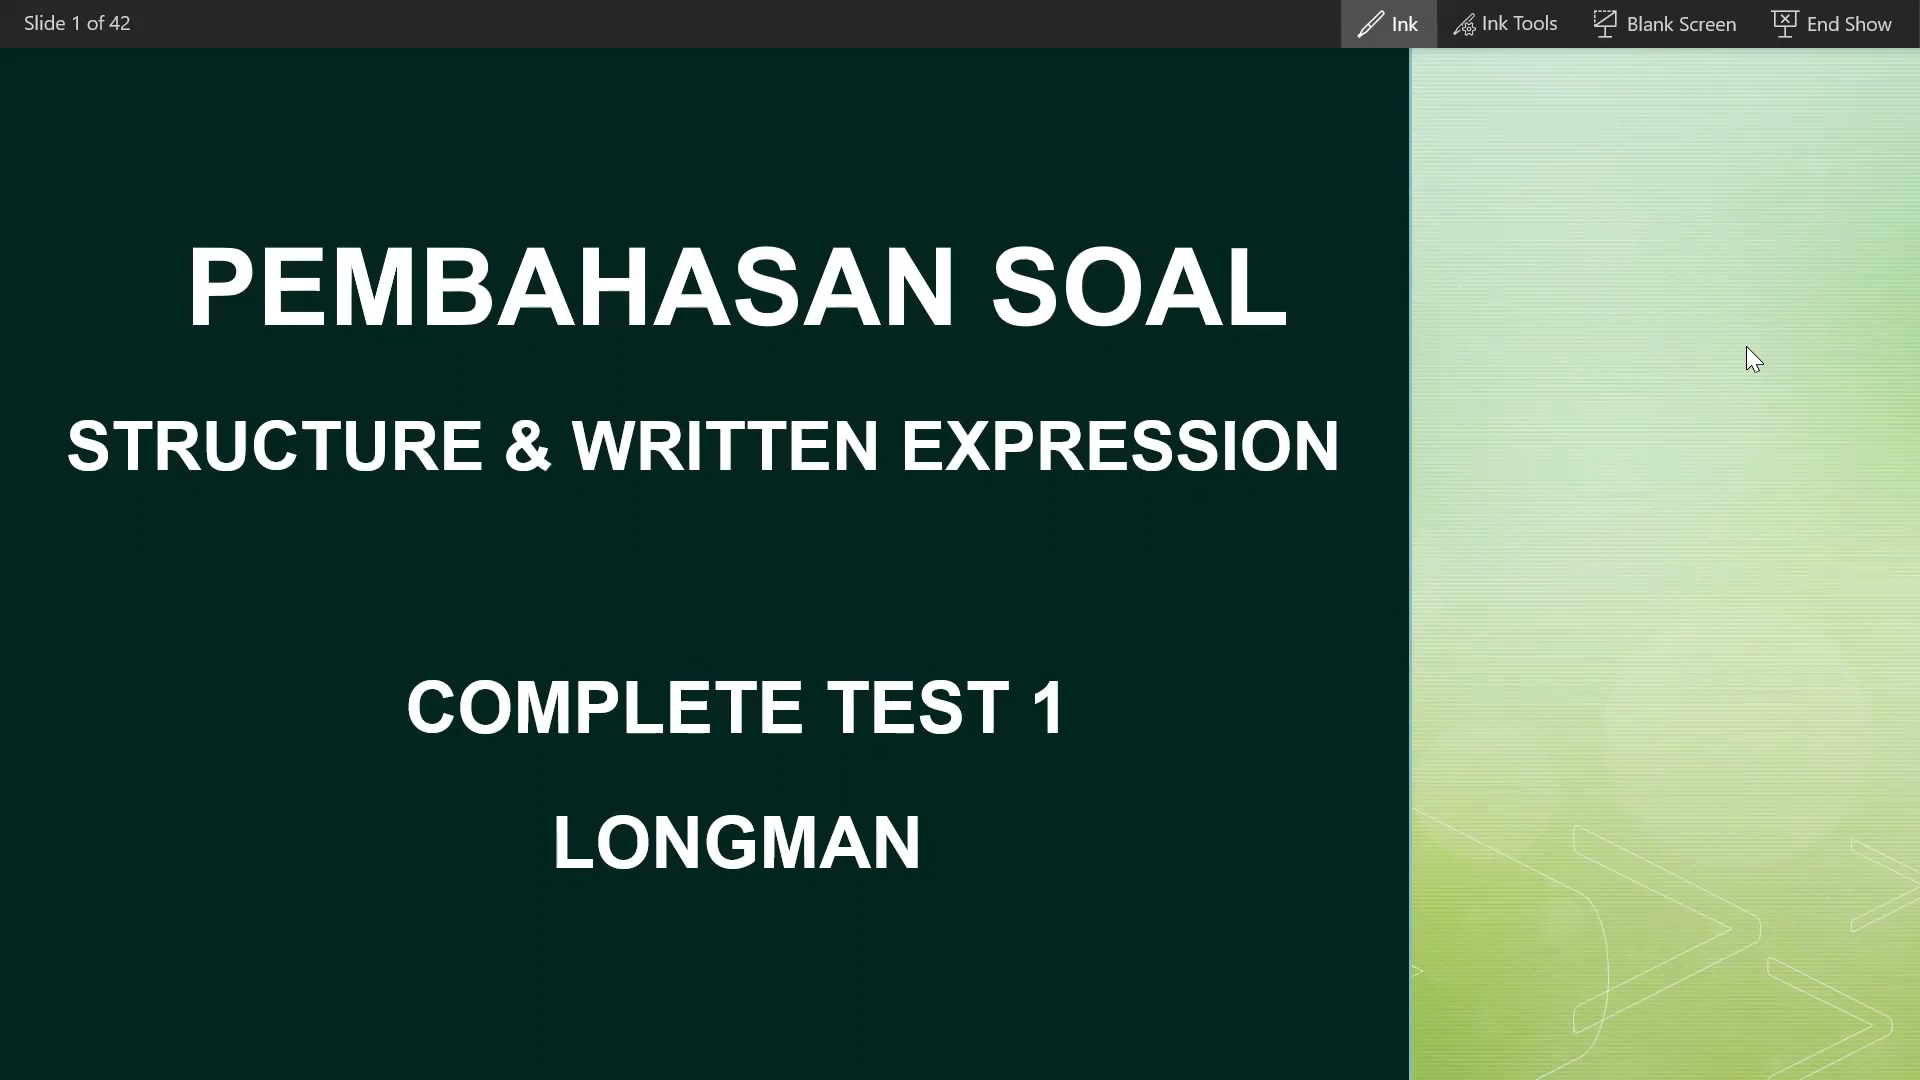 Slide 1 of 42
Ink
Ink Tools
Blank Screen
End Show
PEMBAHASAN SOAL
STRUCTURE & WRITTEN EXPRESSION
COMPLETE TEST 1
LONGMAN